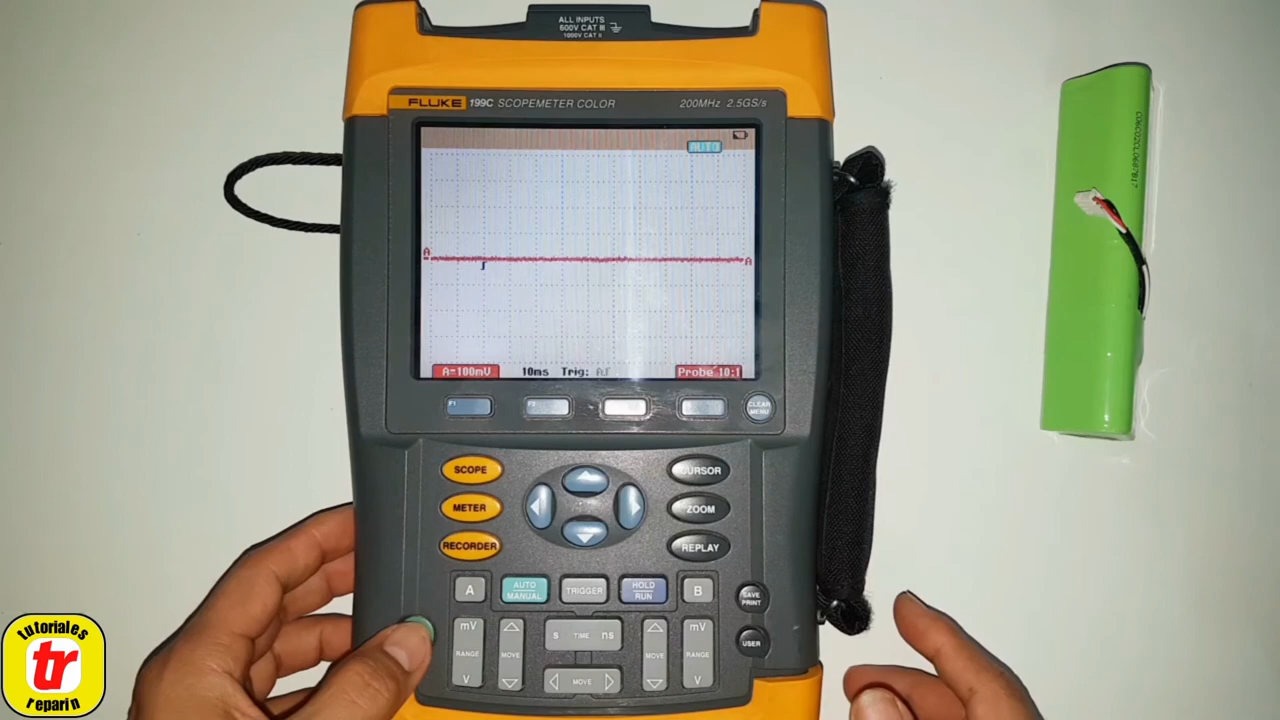 ALL INPUTS
600V CAT III
1000V CAT II
FLUKE 199C SCOPEMETER COLOR 200MHz 2.5GS/s
AUTO
A
A
A=100mV 10ms Trig: A Probe 10:1
F1 F2
CLEAR MENU
SCOPE
CURSOR
METER
ZOOM
RECORDER
REPLAY
A
AUTO
MANUAL
TRIGGER
HOLD
RUN
B
SAVE
PRINT
mV
RANGE
V
MOVE
s TIME ns
MOVE
MOVE
mV
RANGE
V
USER
tutoriales
tr
reparin